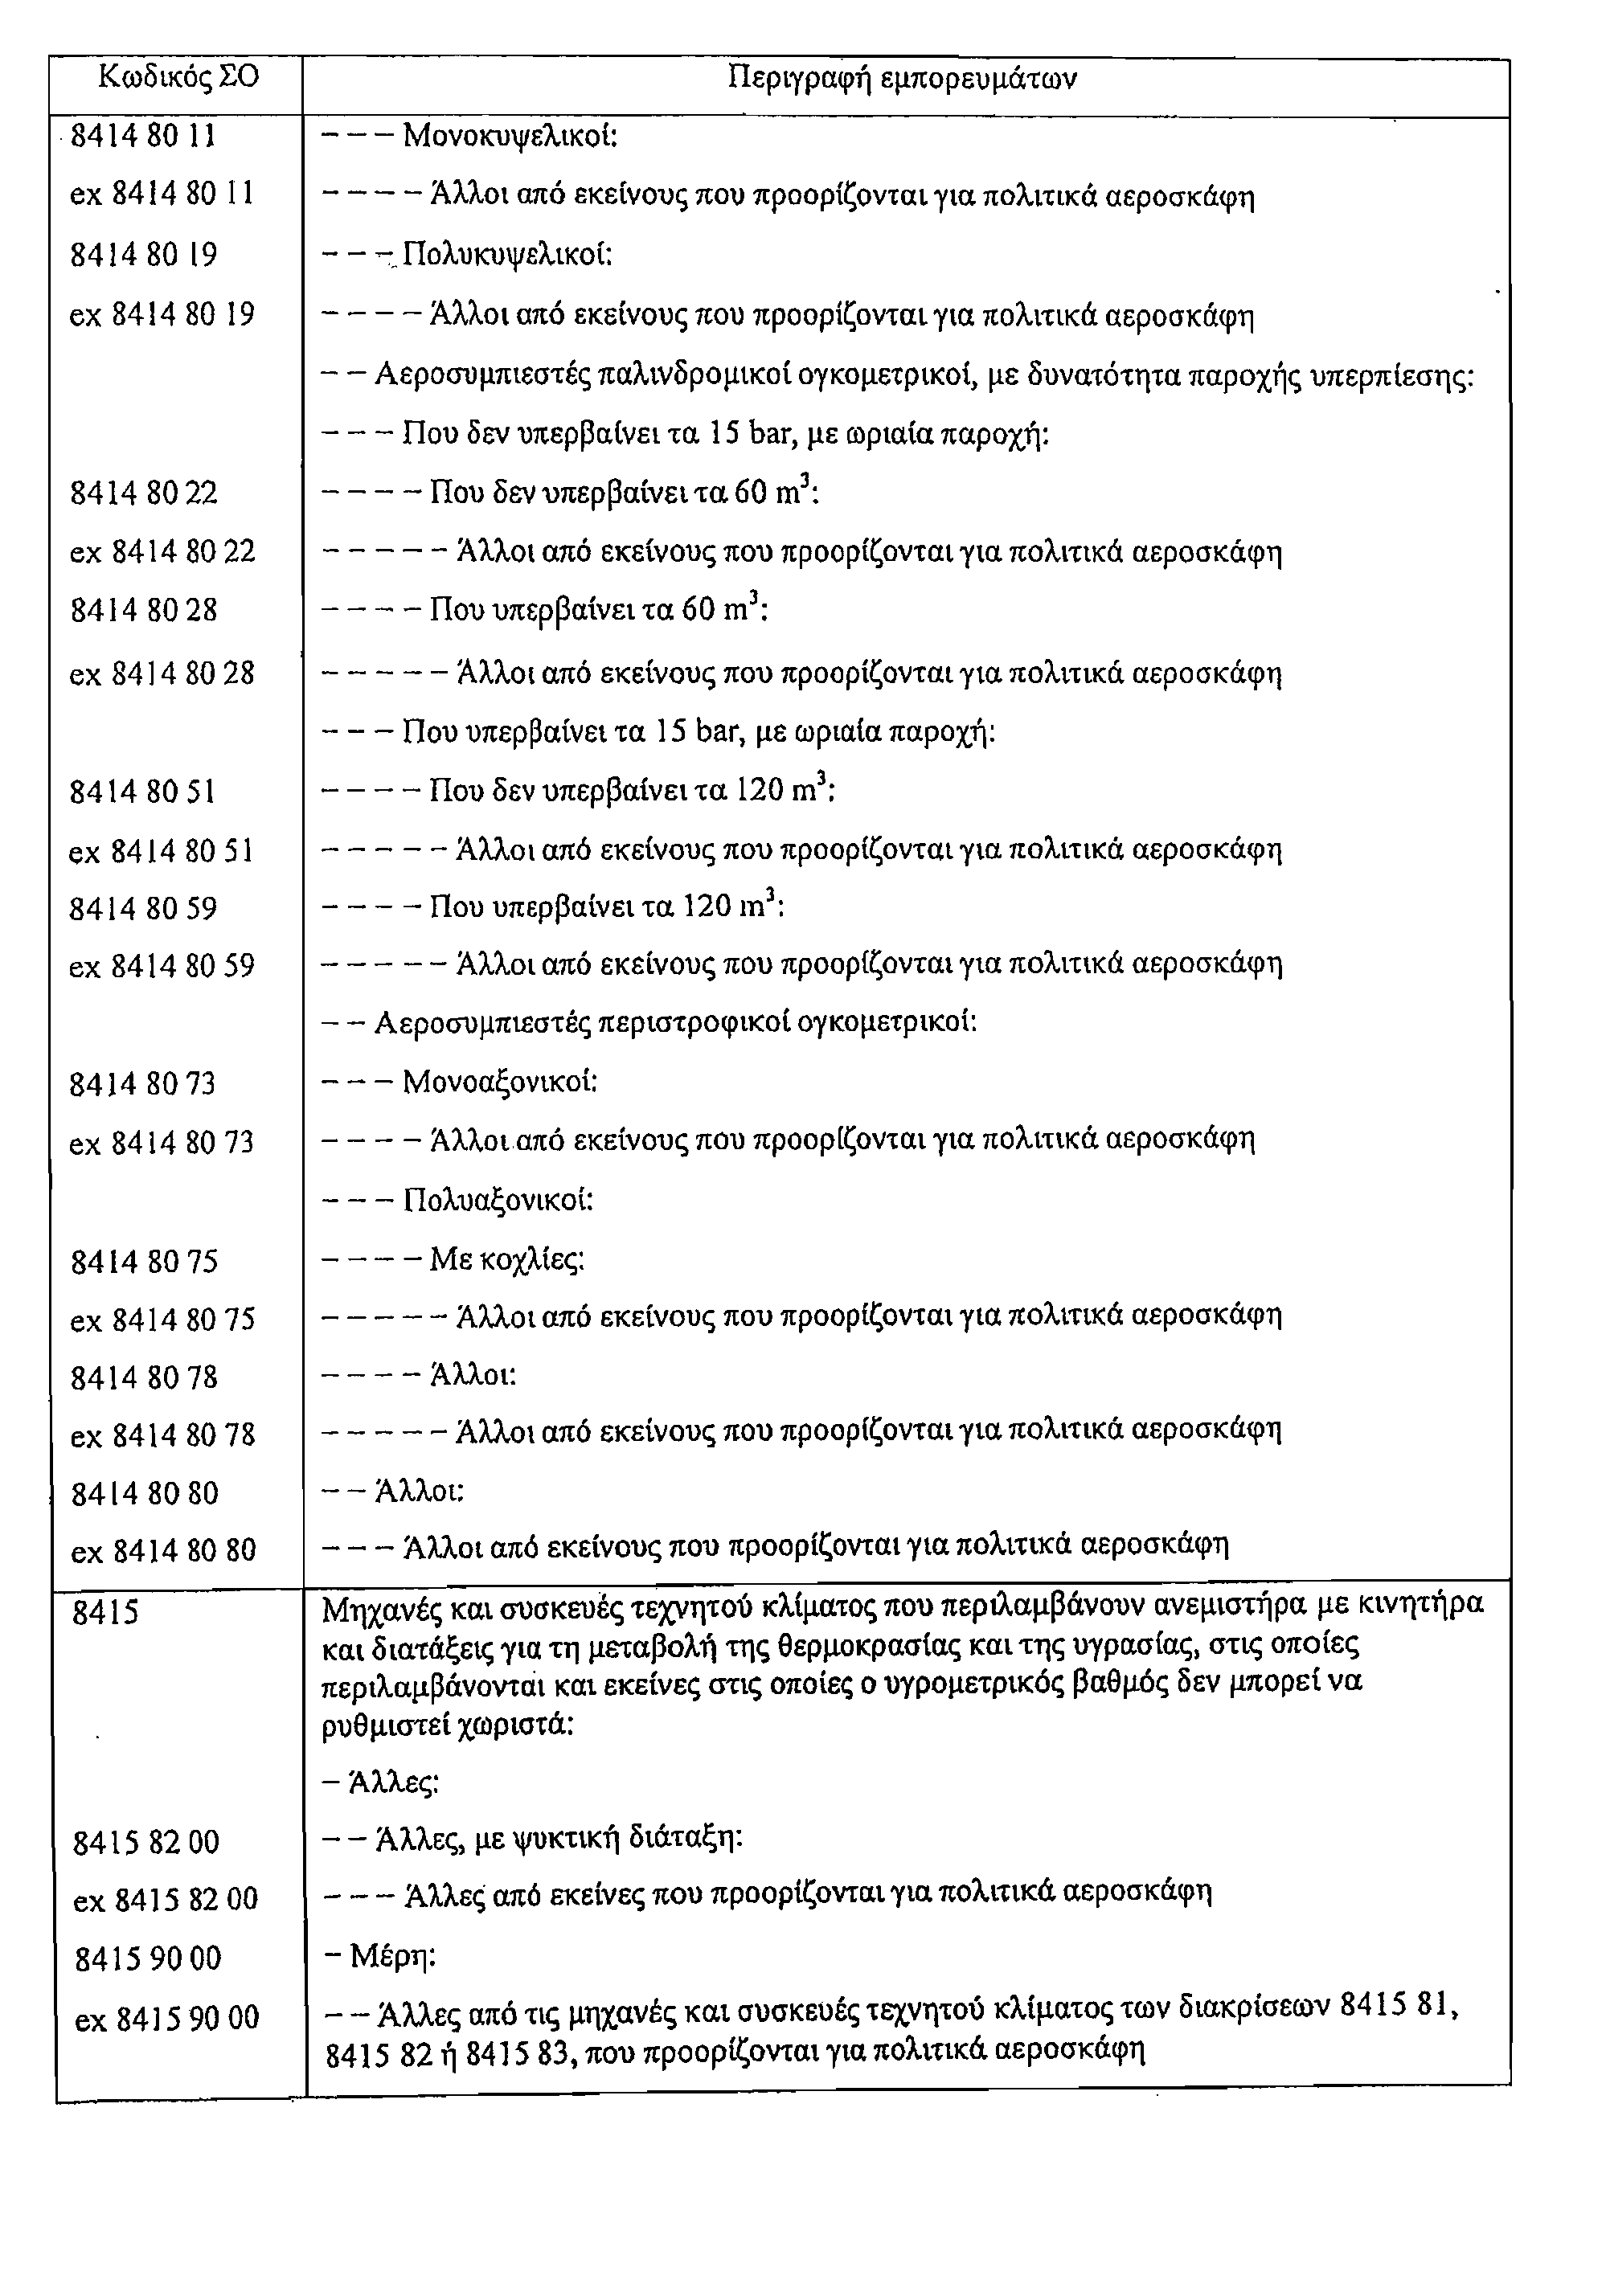 Κωδικός ΣΟ Περιγραφή εμπορευμάτων
8414 80 11 – – – Μονοκυψελικοί:
ex 8414 80 11 – – – – Άλλοι από εκείνους που προορίζονται για πολιτικά αεροσκάφη
8414 80 19 – – – Πολυκυψελικοί:
ex 8414 80 19 – – – – Άλλοι από εκείνους που προορίζονται για πολιτικά αεροσκάφη
– – Αεροσυμπιεστές παλινδρομικοί ογκομετρικοί, με δυνατότητα παροχής υπερπίεσης:
– – – Που δεν υπερβαίνει τα 15 bar, με ωριαία παροχή:
8414 80 22 – – – – Που δεν υπερβαίνει τα 60 m³:
ex 8414 80 22 – – – – – Άλλοι από εκείνους που προορίζονται για πολιτικά αεροσκάφη
8414 80 28 – – – – Που υπερβαίνει τα 60 m³:
ex 8414 80 28 – – – – – Άλλοι από εκείνους που προορίζονται για πολιτικά αεροσκάφη
– – – Που υπερβαίνει τα 15 bar, με ωριαία παροχή:
8414 80 51 – – – – Που δεν υπερβαίνει τα 120 m³:
ex 8414 80 51 – – – – – Άλλοι από εκείνους που προορίζονται για πολιτικά αεροσκάφη
8414 80 59 – – – – Που υπερβαίνει τα 120 m³:
ex 8414 80 59 – – – – – Άλλοι από εκείνους που προορίζονται για πολιτικά αεροσκάφη
– – Αεροσυμπιεστές περιστροφικοί ογκομετρικοί:
8414 80 73 – – – Μονοαξονικοί:
ex 8414 80 73 – – – – Άλλοι από εκείνους που προορίζονται για πολιτικά αεροσκάφη
– – – Πολυαξονικοί:
8414 80 75 – – – – Με κοχλίες:
ex 8414 80 75 – – – – – Άλλοι από εκείνους που προορίζονται για πολιτικά αεροσκάφη
8414 80 78 – – – – Άλλοι:
ex 8414 80 78 – – – – – Άλλοι από εκείνους που προορίζονται για πολιτικά αεροσκάφη
8414 80 80 – – Άλλοι:
ex 8414 80 80 – – – Άλλοι από εκείνους που προορίζονται για πολιτικά αεροσκάφη
8415 Μηχανές και συσκευές τεχνητού κλίματος που περιλαμβάνουν ανεμιστήρα με κινητήρα
και διατάξεις για τη μεταβολή της θερμοκρασίας και της υγρασίας, στις οποίες
περιλαμβάνονται και εκείνες στις οποίες ο υγρομετρικός βαθμός δεν μπορεί να
ρυθμιστεί χωριστά:
– Άλλες:
8415 82 00 – – Άλλες, με ψυκτική διάταξη:
ex 8415 82 00 – – – Άλλες από εκείνες που προορίζονται για πολιτικά αεροσκάφη
8415 90 00 – Μέρη:
ex 8415 90 00 – – Άλλες από τις μηχανές και συσκευές τεχνητού κλίματος των διακρίσεων 8415 81,
8415 82 ή 8415 83, που προορίζονται για πολιτικά αεροσκάφη